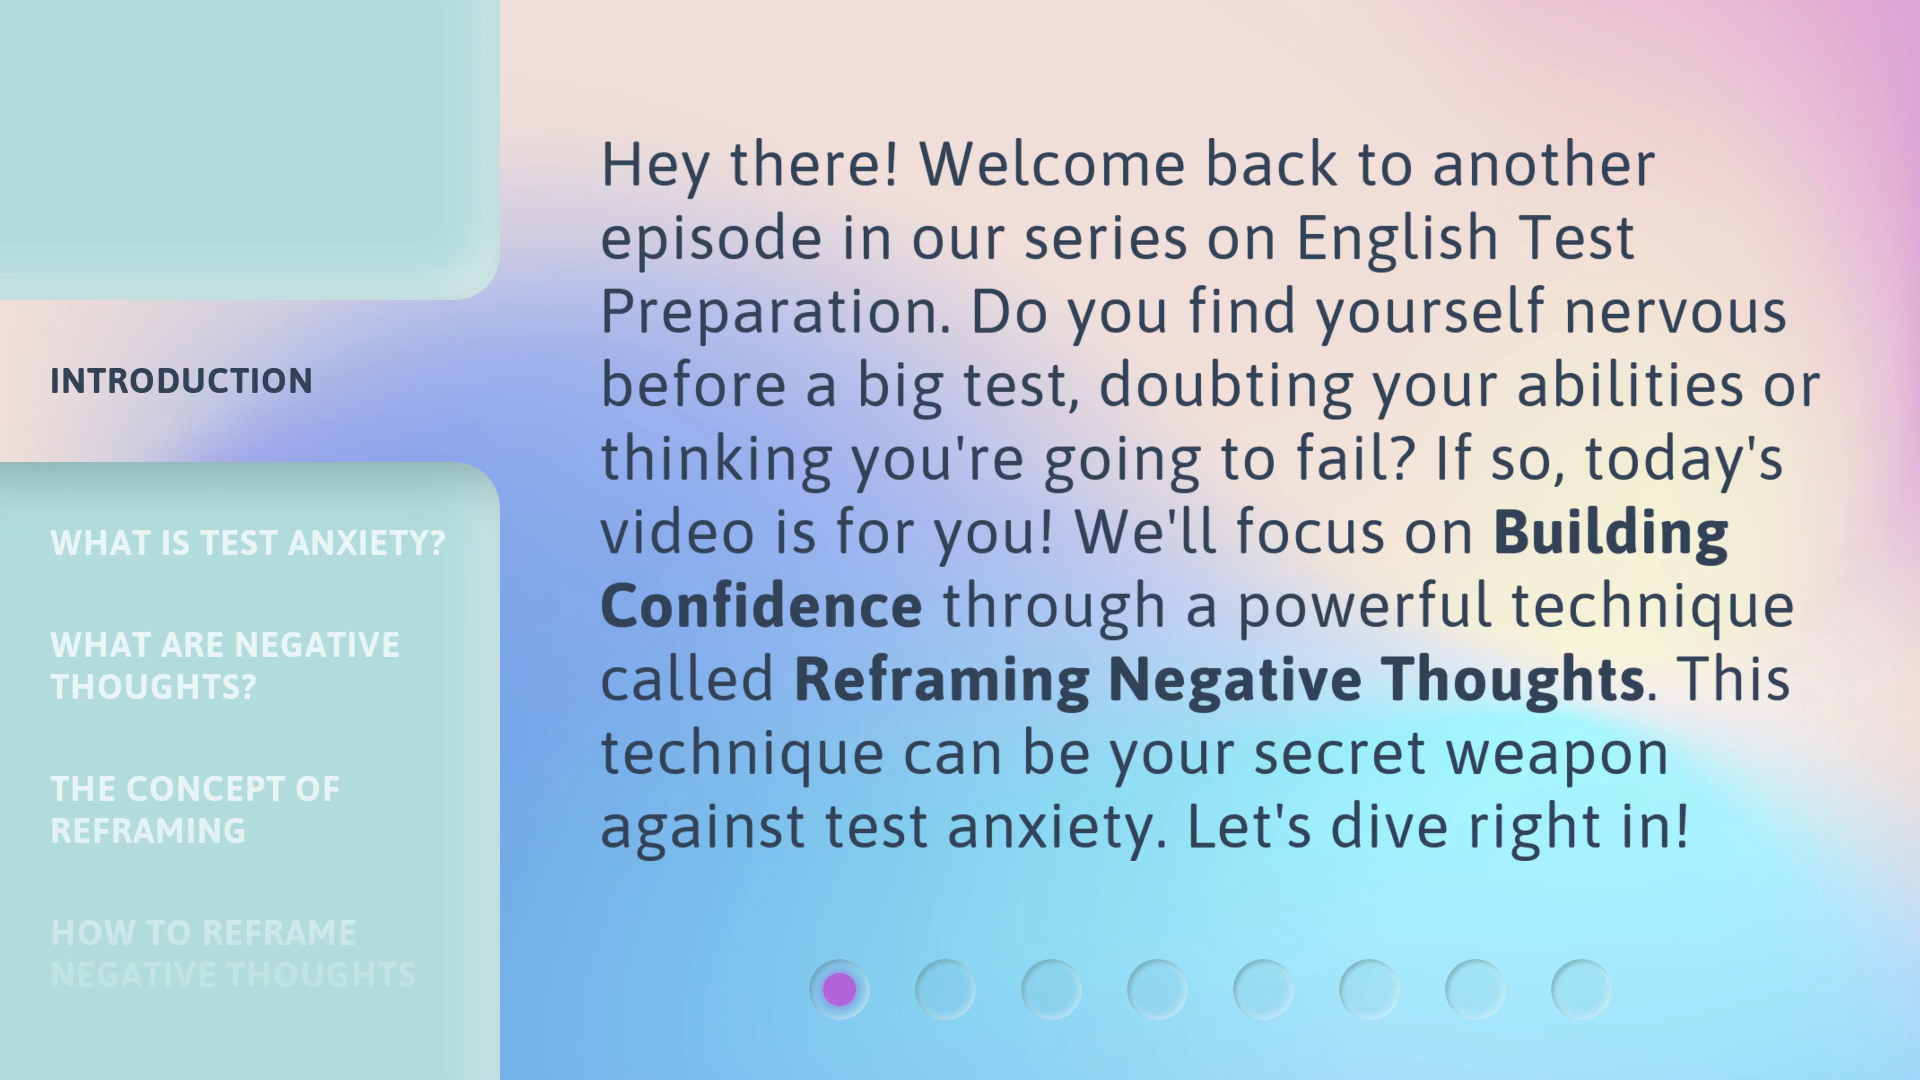 INTRODUCTION
WHAT IS TEST ANXIETY?
WHAT ARE NEGATIVE
THOUGHTS?
THE CONCEPT OF
REFRAMING
HOW TO REFRAME
NEGATIVE THOUGHTS
Hey there! Welcome back to another
episode in our series on English Test
Preparation. Do you find yourself nervous
before a big test, doubting your abilities or
thinking you're going to fail? If so, today's
video is for you! We'll focus on Building
Confidence through a powerful technique
called Reframing Negative Thoughts. This
technique can be your secret weapon
against test anxiety. Let's dive right in!